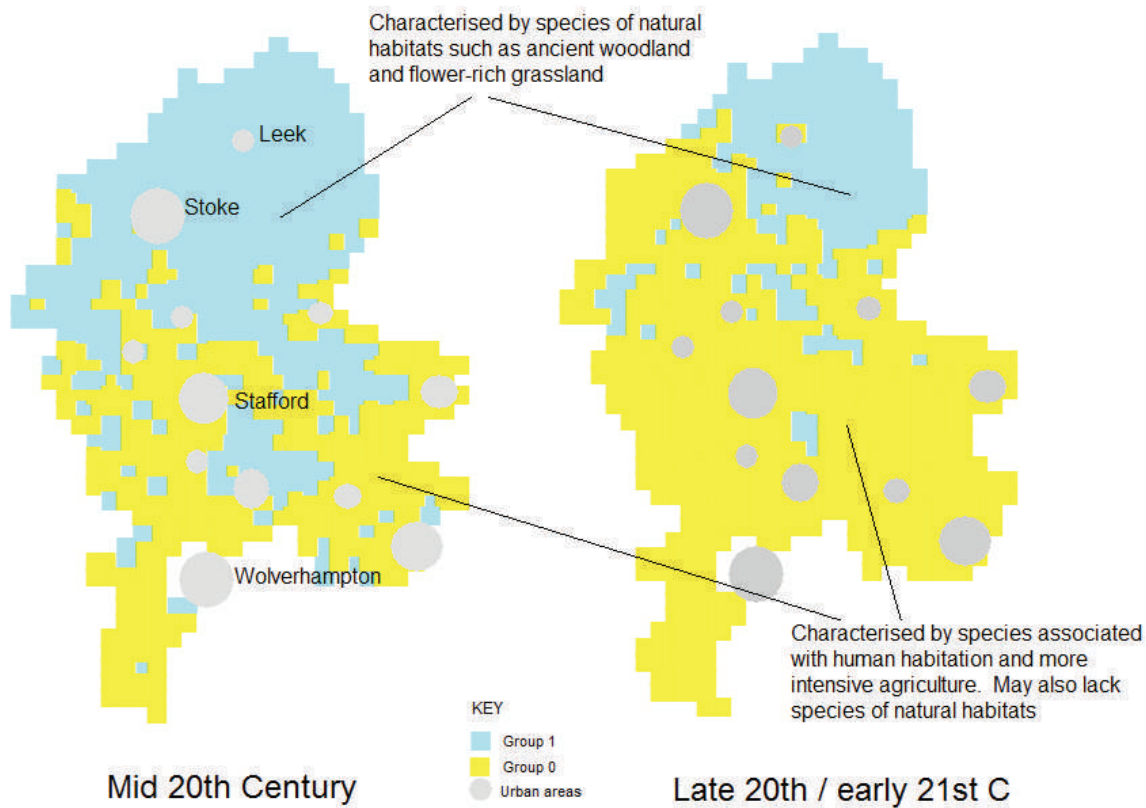 Characterised by species of natural
habitats such as ancient woodland
and flower-rich grassland
Leek
Stoke
Stafford
Wolverhampton
Characterised by species associated
with human habitation and more
intensive agriculture. May also lack
species of natural habitats
KEY
Group 1
Group 0
Urban areas
Mid 20th Century
Late 20th / early 21st C